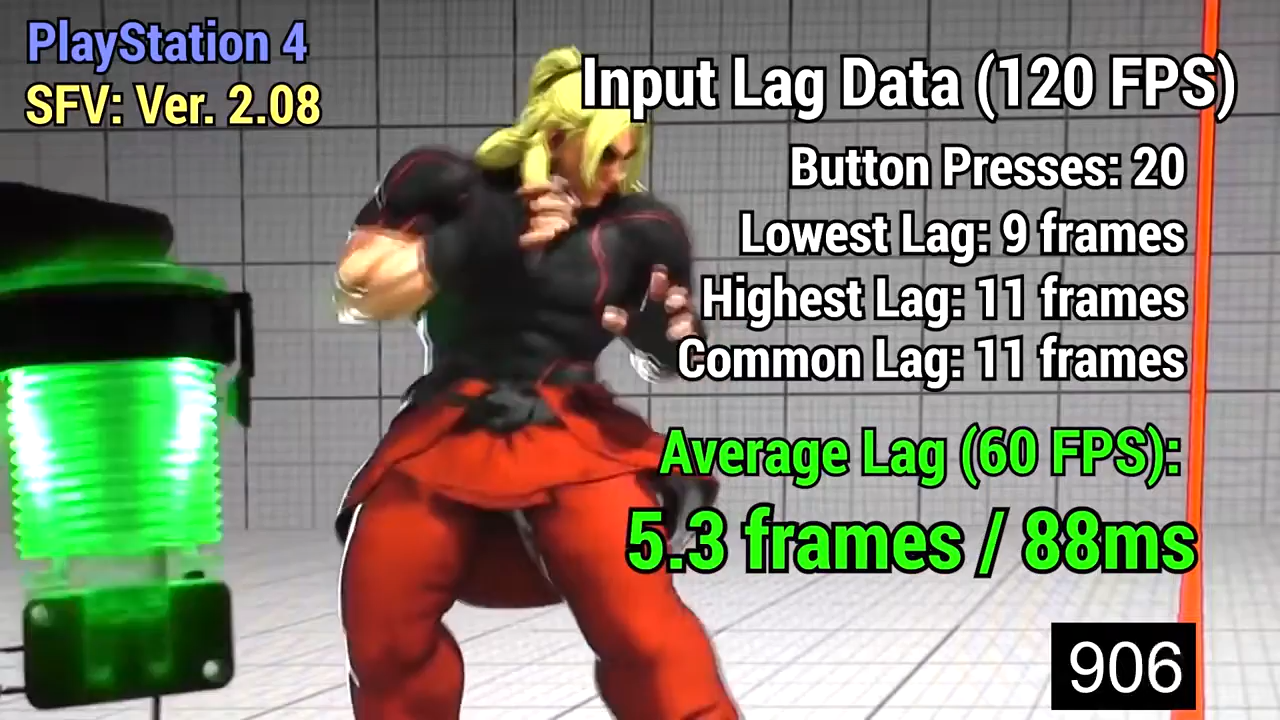 PlayStation 4
SFV: Ver. 2.08
Input Lag Data (120 FPS)
Button Presses: 20
Lowest Lag: 9 frames
Highest Lag: 11 frames
Common Lag: 11 frames
Average Lag (60 FPS):
5.3 frames / 88ms
906